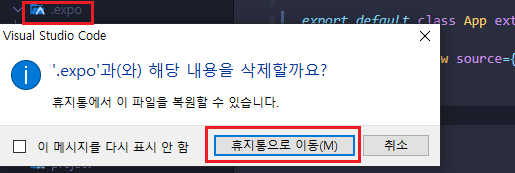 .expo
4
export default class App ext
Visual Studio Code
'.expo'과(와) 해당 내용을 삭제할까요?
w source={
휴지통에서 이 파일을 복원할 수 있습니다.
이 메시지를 다시 표시 안 함
휴지통으로 이동(M)
취소